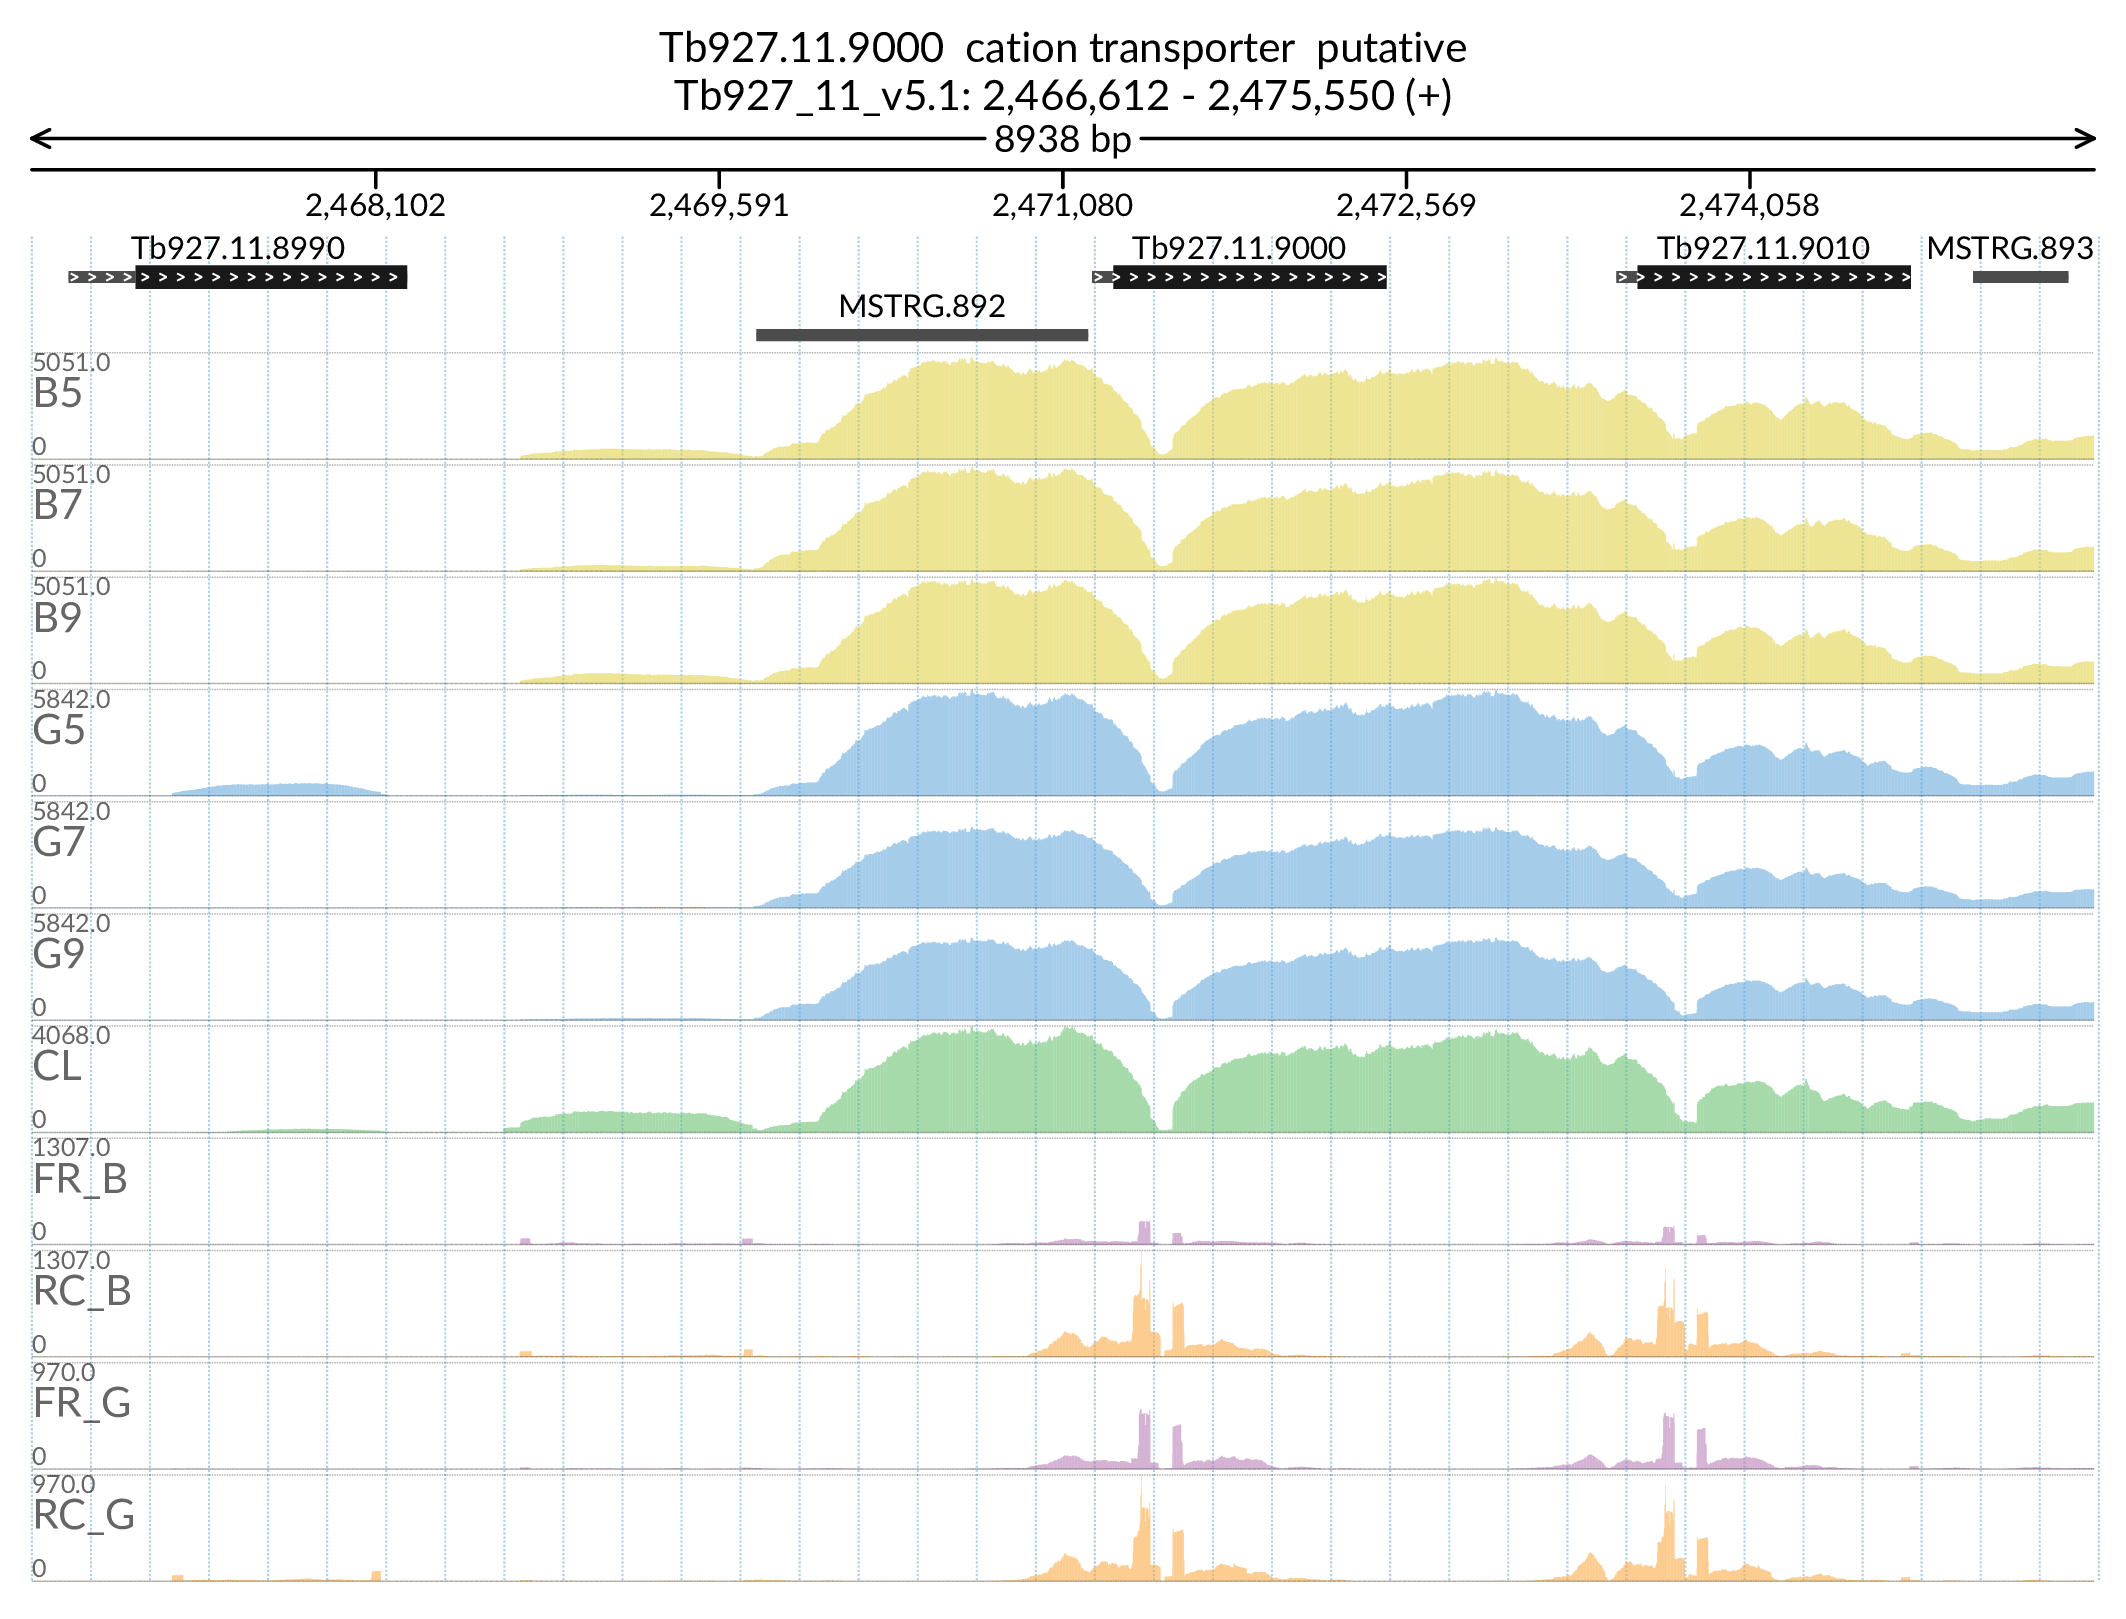 Tb927.11.9000  cation transporter  putative
Tb927_11_v5.1: 2,466,612 - 2,475,550 (+)
8938 bp
2,468,102 2,469,591 2,471,080 2,472,569 2,474,058
Tb927.11.8990 Tb927.11.9000 Tb927.11.9010 MSTRG.893
MSTRG.892
5051.0
B5
0
5051.0
B7
0
5051.0
B9
0
5842.0
G5
0
5842.0
G7
0
5842.0
G9
0
4068.0
CL
0
1307.0
FR_B
0
1307.0
RC_B
0
970.0
FR_G
0
970.0
RC_G
0